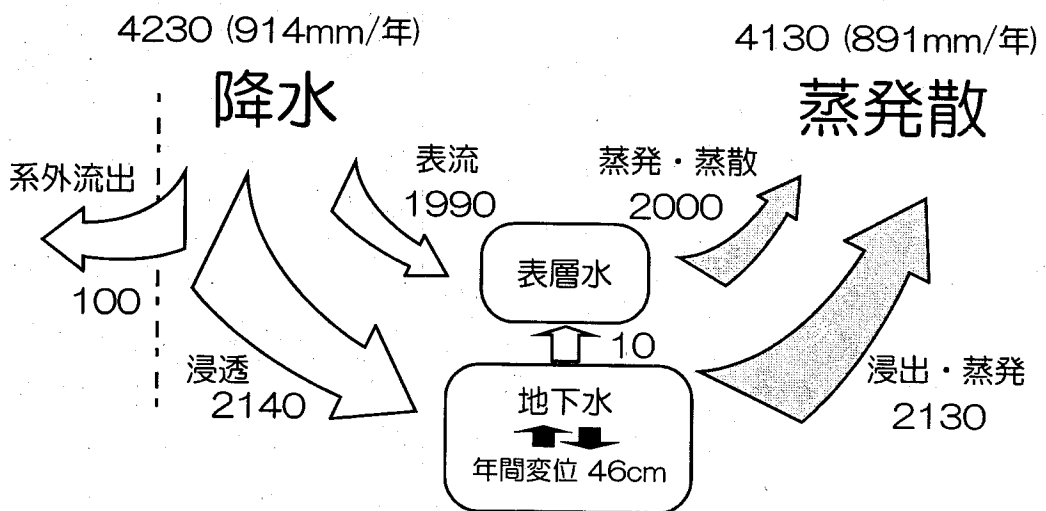 4230 (914mm/年)
降水
4130 (891mm/年)
蒸発散
系外流出
100
表流
1990
蒸発・蒸散
2000
表層水
10
浸透
2140
地下水
年間変位 46cm
浸出・蒸発
2130